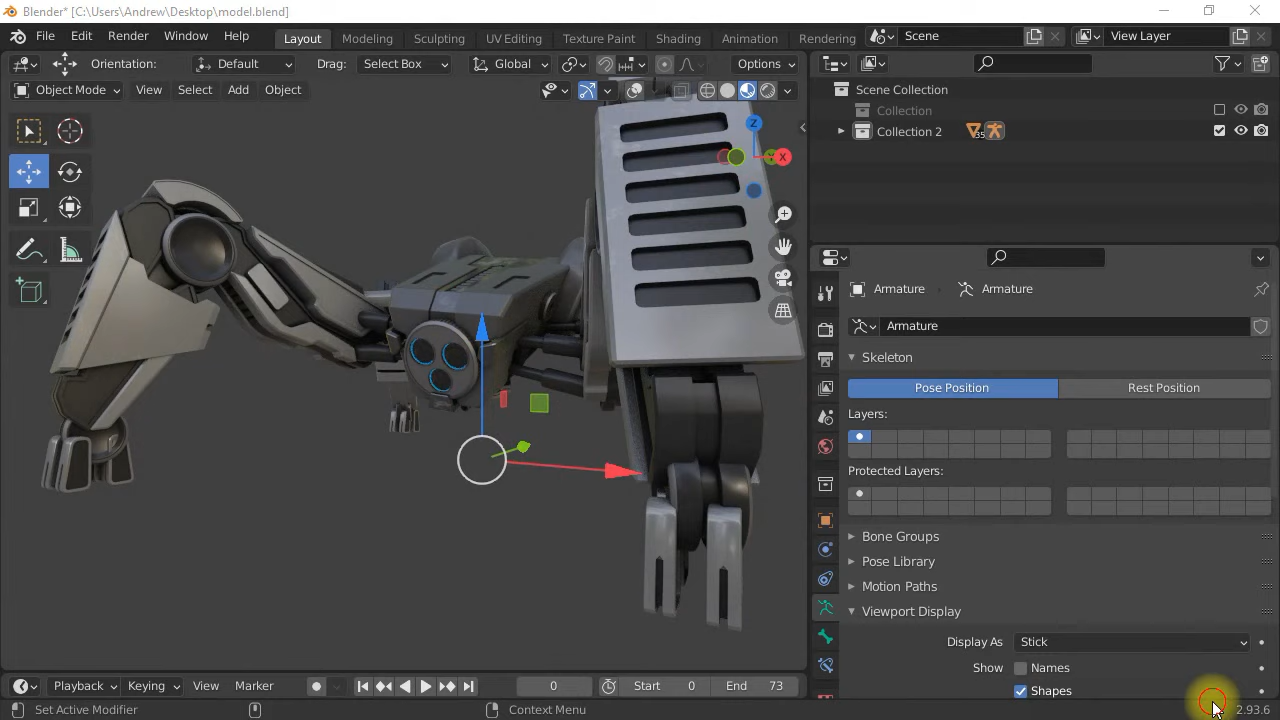 Blender* [C:\Users\Andrew\Desktop\model.blend]
File Edit Render Window Help Layout Modeling Sculpting UV Editing Texture Paint Shading Animation Rendering Scene View Layer
Orientation: Default Drag: Select Box Global Options
Object Mode View Select Add Object
Scene Collection
Collection
Collection 2 35
Z
X
Armature Armature
Armature
Skeleton
Pose Position Rest Position
Layers:
Protected Layers:
Bone Groups
Pose Library
Motion Paths
Viewport Display
Display As Stick
Show Names
Shapes
Playback Keying View Marker 0 Start 0 End 73
Set Active Modifier Context Menu 2.93.6